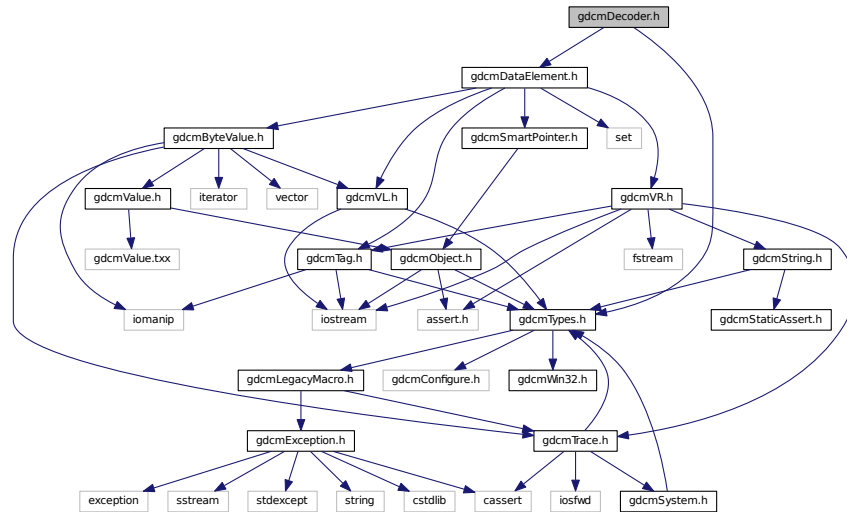 gdcmDecoder.h
gdcmDataElement.h
gdcmByteValue.h
gdcmSmartPointer.h
set
gdcmValue.h
iterator
vector
gdcmVL.h
gdcmVR.h
gdcmValue.txx
gdcmTag.h
gdcmObject.h
fstream
gdcmString.h
iomanip
iostream
assert.h
gdcmTypes.h
gdcmStaticAssert.h
gdcmLegacyMacro.h
gdcmConfigure.h
gdcmWin32.h
gdcmException.h
gdcmTrace.h
exception
sstream
stdexcept
string
cstdlib
cassert
iosfwd
gdcmSystem.h